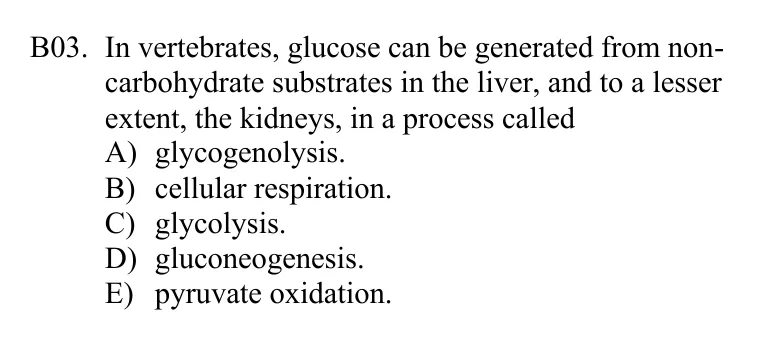 B03. In vertebrates, glucose can be generated from non-
carbohydrate substrates in the liver, and to a lesser
extent, the kidneys, in a process called
A) glycogenolysis.
B) cellular respiration.
C) glycolysis.
D) gluconeogenesis.
E) pyruvate oxidation.